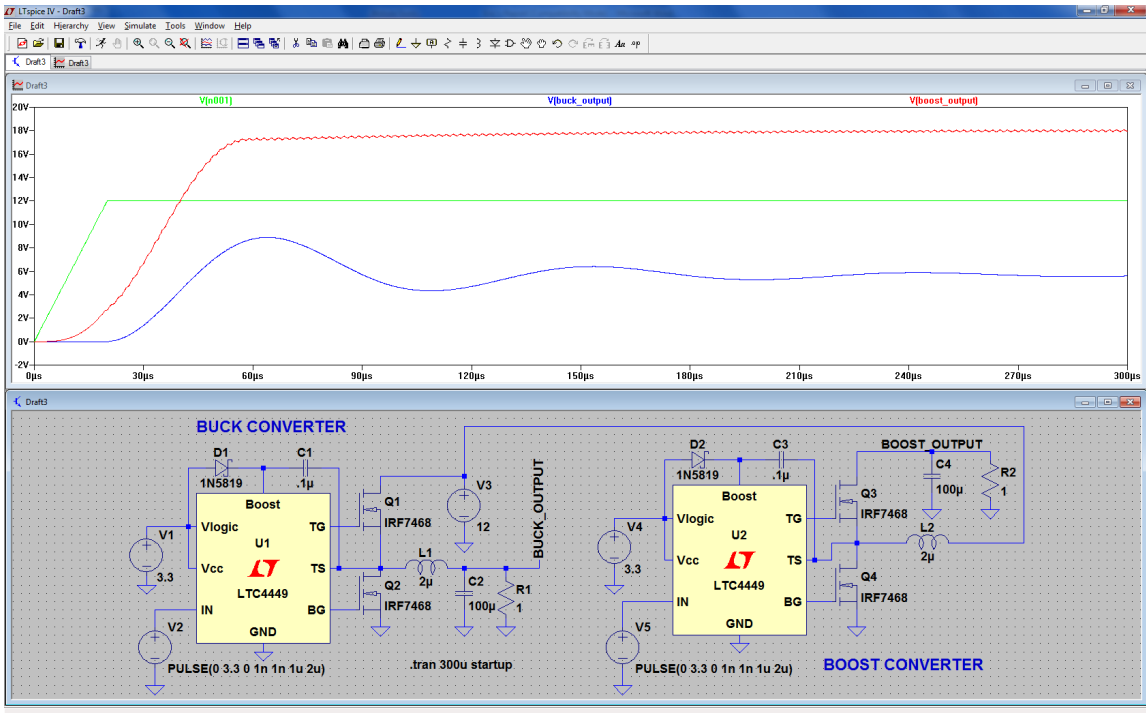 LTspice IV - Draft3
File Edit Hierarchy View Simulate Tools Window Help
Draft3 Draft3
Draft3
V(n001) V(buck_output) V(boost_output)
20V
18V
16V
14V
12V
10V
8V
6V
4V
2V
0V
-2V
0µs 30µs 60µs 90µs 120µs 150µs 180µs 210µs 240µs 270µs 300µs
Draft3
BUCK CONVERTER
D1 C1
1N5819 .1µ
Boost
Vlogic TG
U1
Vcc TS
LTC4449
IN BG
GND
V1
3.3
V2
PULSE(0 3.3 0 1n 1n 1u 2u)
Q1
IRF7468
Q2
IRF7468
V3
12
L1
2µ
C2
100µ
R1
1
BUCK_OUTPUT
.tran 300u startup
D2 C3
1N5819 .1µ
Boost
Vlogic TG
U2
Vcc TS
LTC4449
IN BG
GND
V4
3.3
V5
PULSE(0 3.3 0 1n 1n 1u 2u)
BOOST_OUTPUT
Q3
IRF7468
Q4
IRF7468
C4
100µ
R2
1
L2
2µ
BOOST CONVERTER